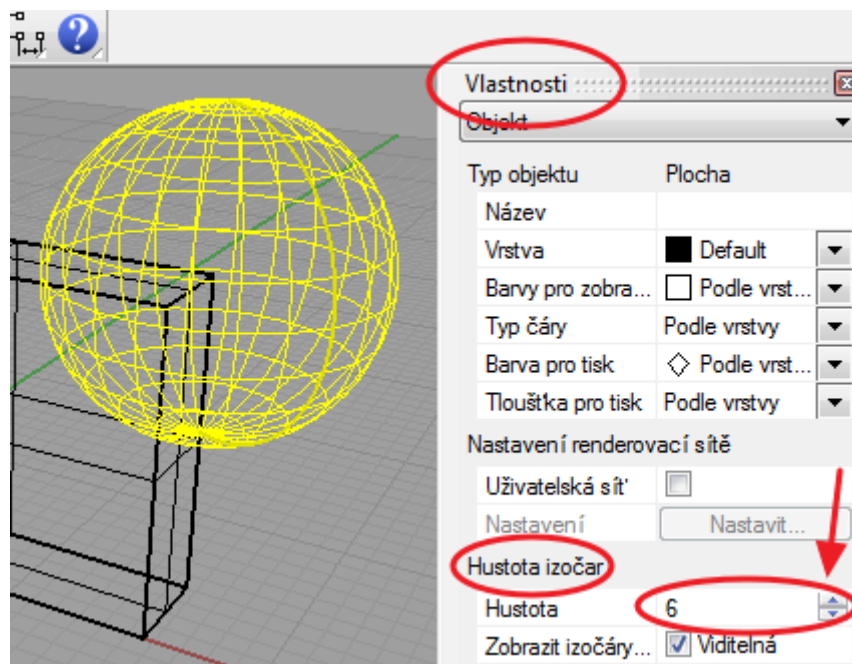 Vlastnosti
Objekt
Typ objektu Plocha
Název
Vrstva Default
Barvy pro zobra... Podle vrst...
Typ čáry Podle vrstvy
Barva pro tisk Podle vrst...
Tloušťka pro tisk Podle vrstvy
Nastavení renderovací sítě
Uživatelská síť
Nastavení Nastavit...
Hustota izočar
Hustota 6
Zobrazit izočáry... Viditelná